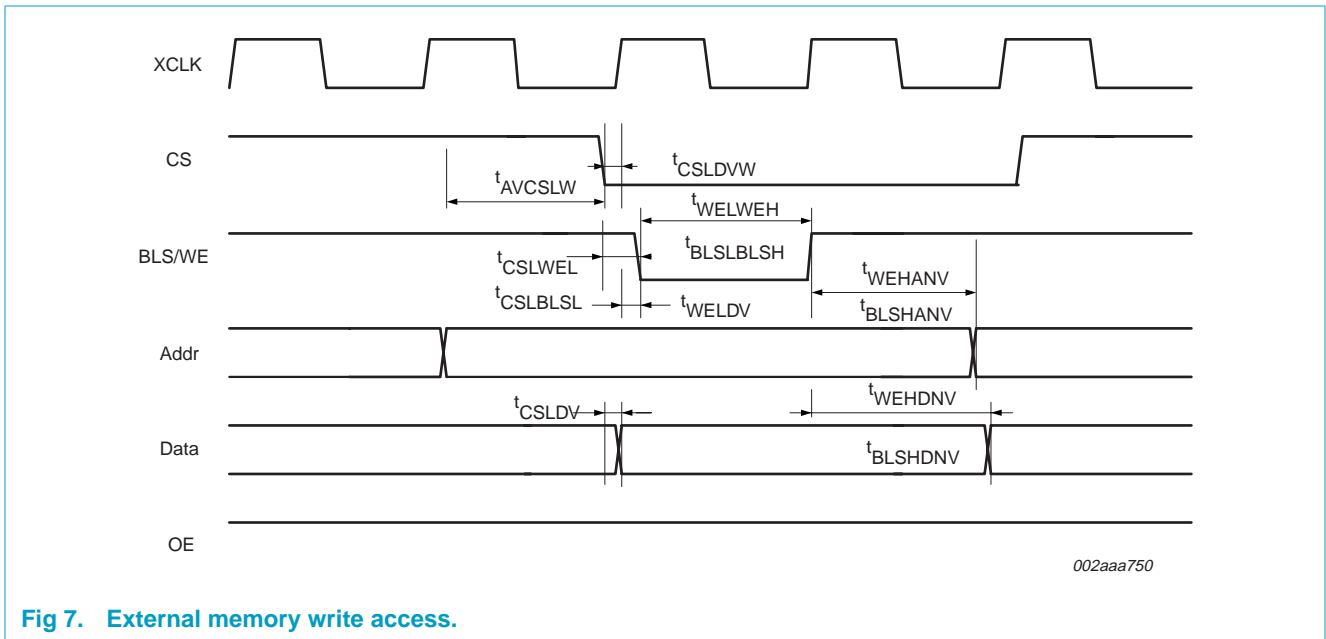 XCLK
CS
tCSLDVW
tAVCSLW
tWELWEH
BLS/WE
tBLSLBLSH
tCSLWEL
tWEHANV
tCSLBLSL
tWELDV
tBLSHANV
Addr
tWEHDNV
tCSLDV
Data
tBLSHDNV
OE
002aaa750
Fig 7. External memory write access.